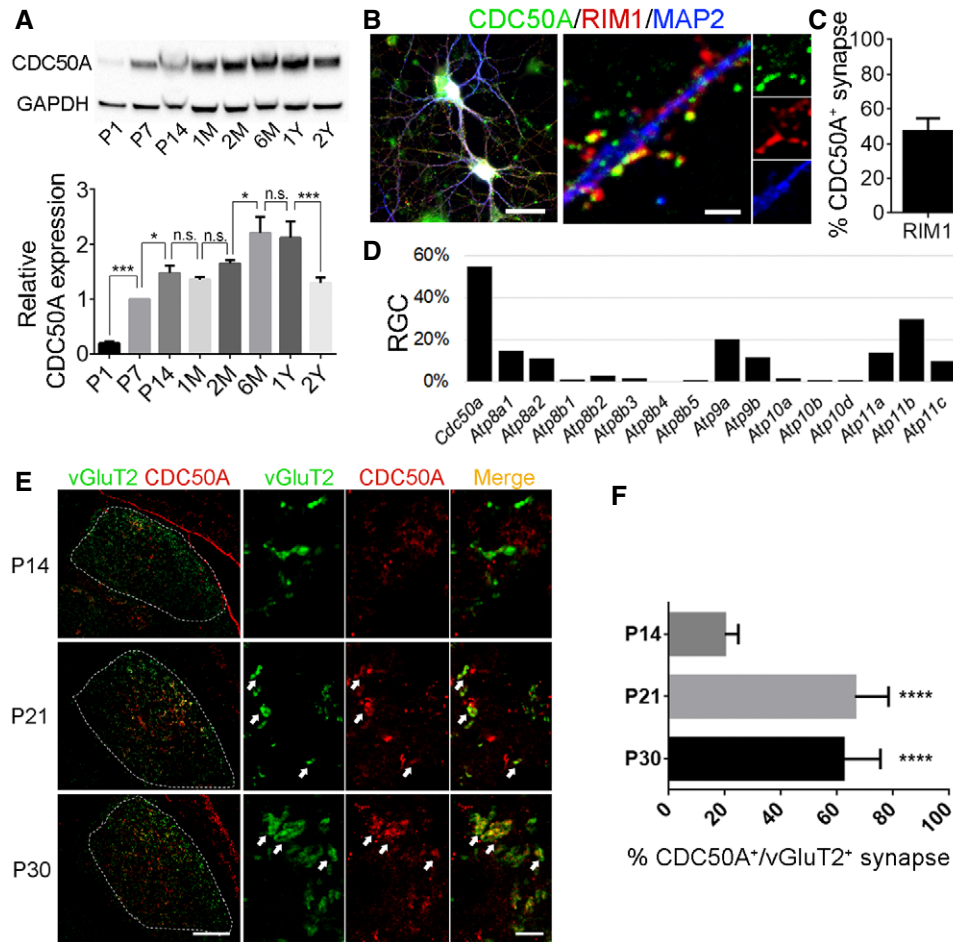 A
CDC50A
GAPDH
P1 P7 P14 1M 2M 6M 1Y 2Y
Relative
CDC50A expression
3
2
1
0
*** * n.s. n.s. * n.s. ***
P1 P7 P14 1M 2M 6M 1Y 2Y
B
CDC50A/RIM1/MAP2
C
% CDC50A⁺ synapse
100
80
60
40
20
0
RIM1
D
RGC
60%
40%
20%
0%
Cdc50a Atp8a1 Atp8a2 Atp8b1 Atp8b2 Atp8b3 Atp8b4 Atp8b5 Atp9a Atp9b Atp10a Atp10b Atp10d Atp11a Atp11b Atp11c
E
vGluT2 CDC50A vGluT2 CDC50A Merge
P14
P21
P30
F
P14
P21 ****
P30 ****
0 20 40 60 80 100
% CDC50A⁺/vGluT2⁺ synapse